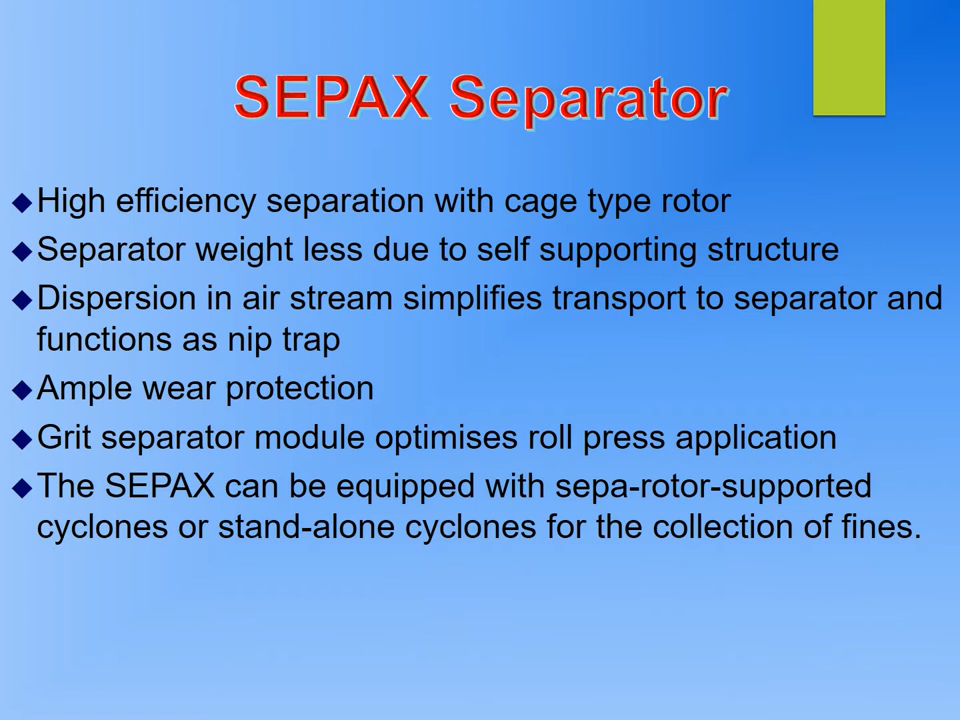 SEPAX Separator
◆High efficiency separation with cage type rotor
◆Separator weight less due to self supporting structure
◆Dispersion in air stream simplifies transport to separator and
functions as nip trap
◆Ample wear protection
◆Grit separator module optimises roll press application
◆The SEPAX can be equipped with sepa-rotor-supported
cyclones or stand-alone cyclones for the collection of fines.